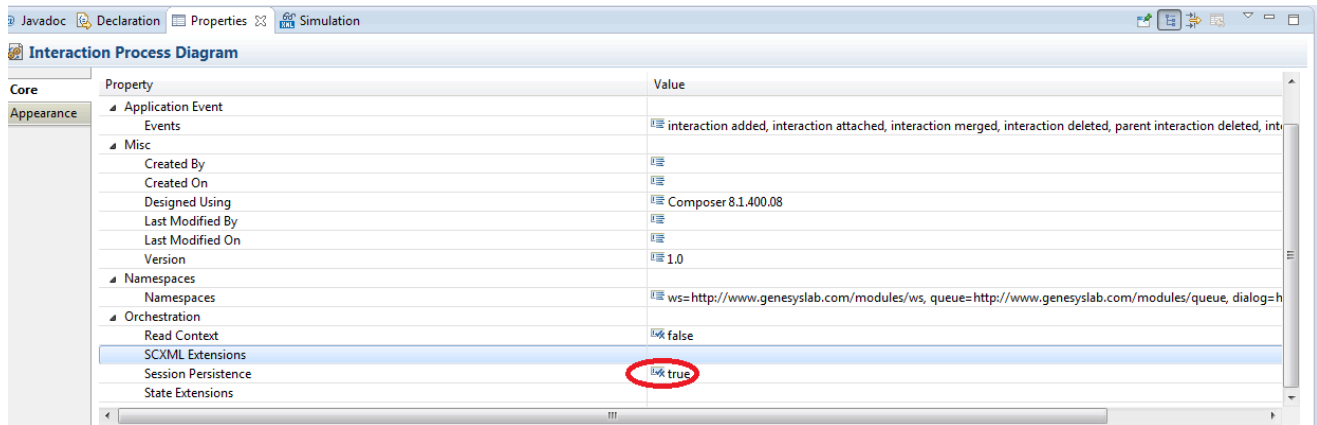 Javadoc Declaration Properties Simulation
Interaction Process Diagram
Core
Appearance
Property Value
Application Event
Events interaction added, interaction attached, interaction merged, interaction deleted, parent interaction deleted, inte
Misc
Created By
Created On
Designed Using Composer 8.1.400.08
Last Modified By
Last Modified On
Version 1.0
Namespaces
Namespaces ws=http://www.genesyslab.com/modules/ws, queue=http://www.genesyslab.com/modules/queue, dialog=h
Orchestration
Read Context false
SCXML Extensions
Session Persistence true
State Extensions